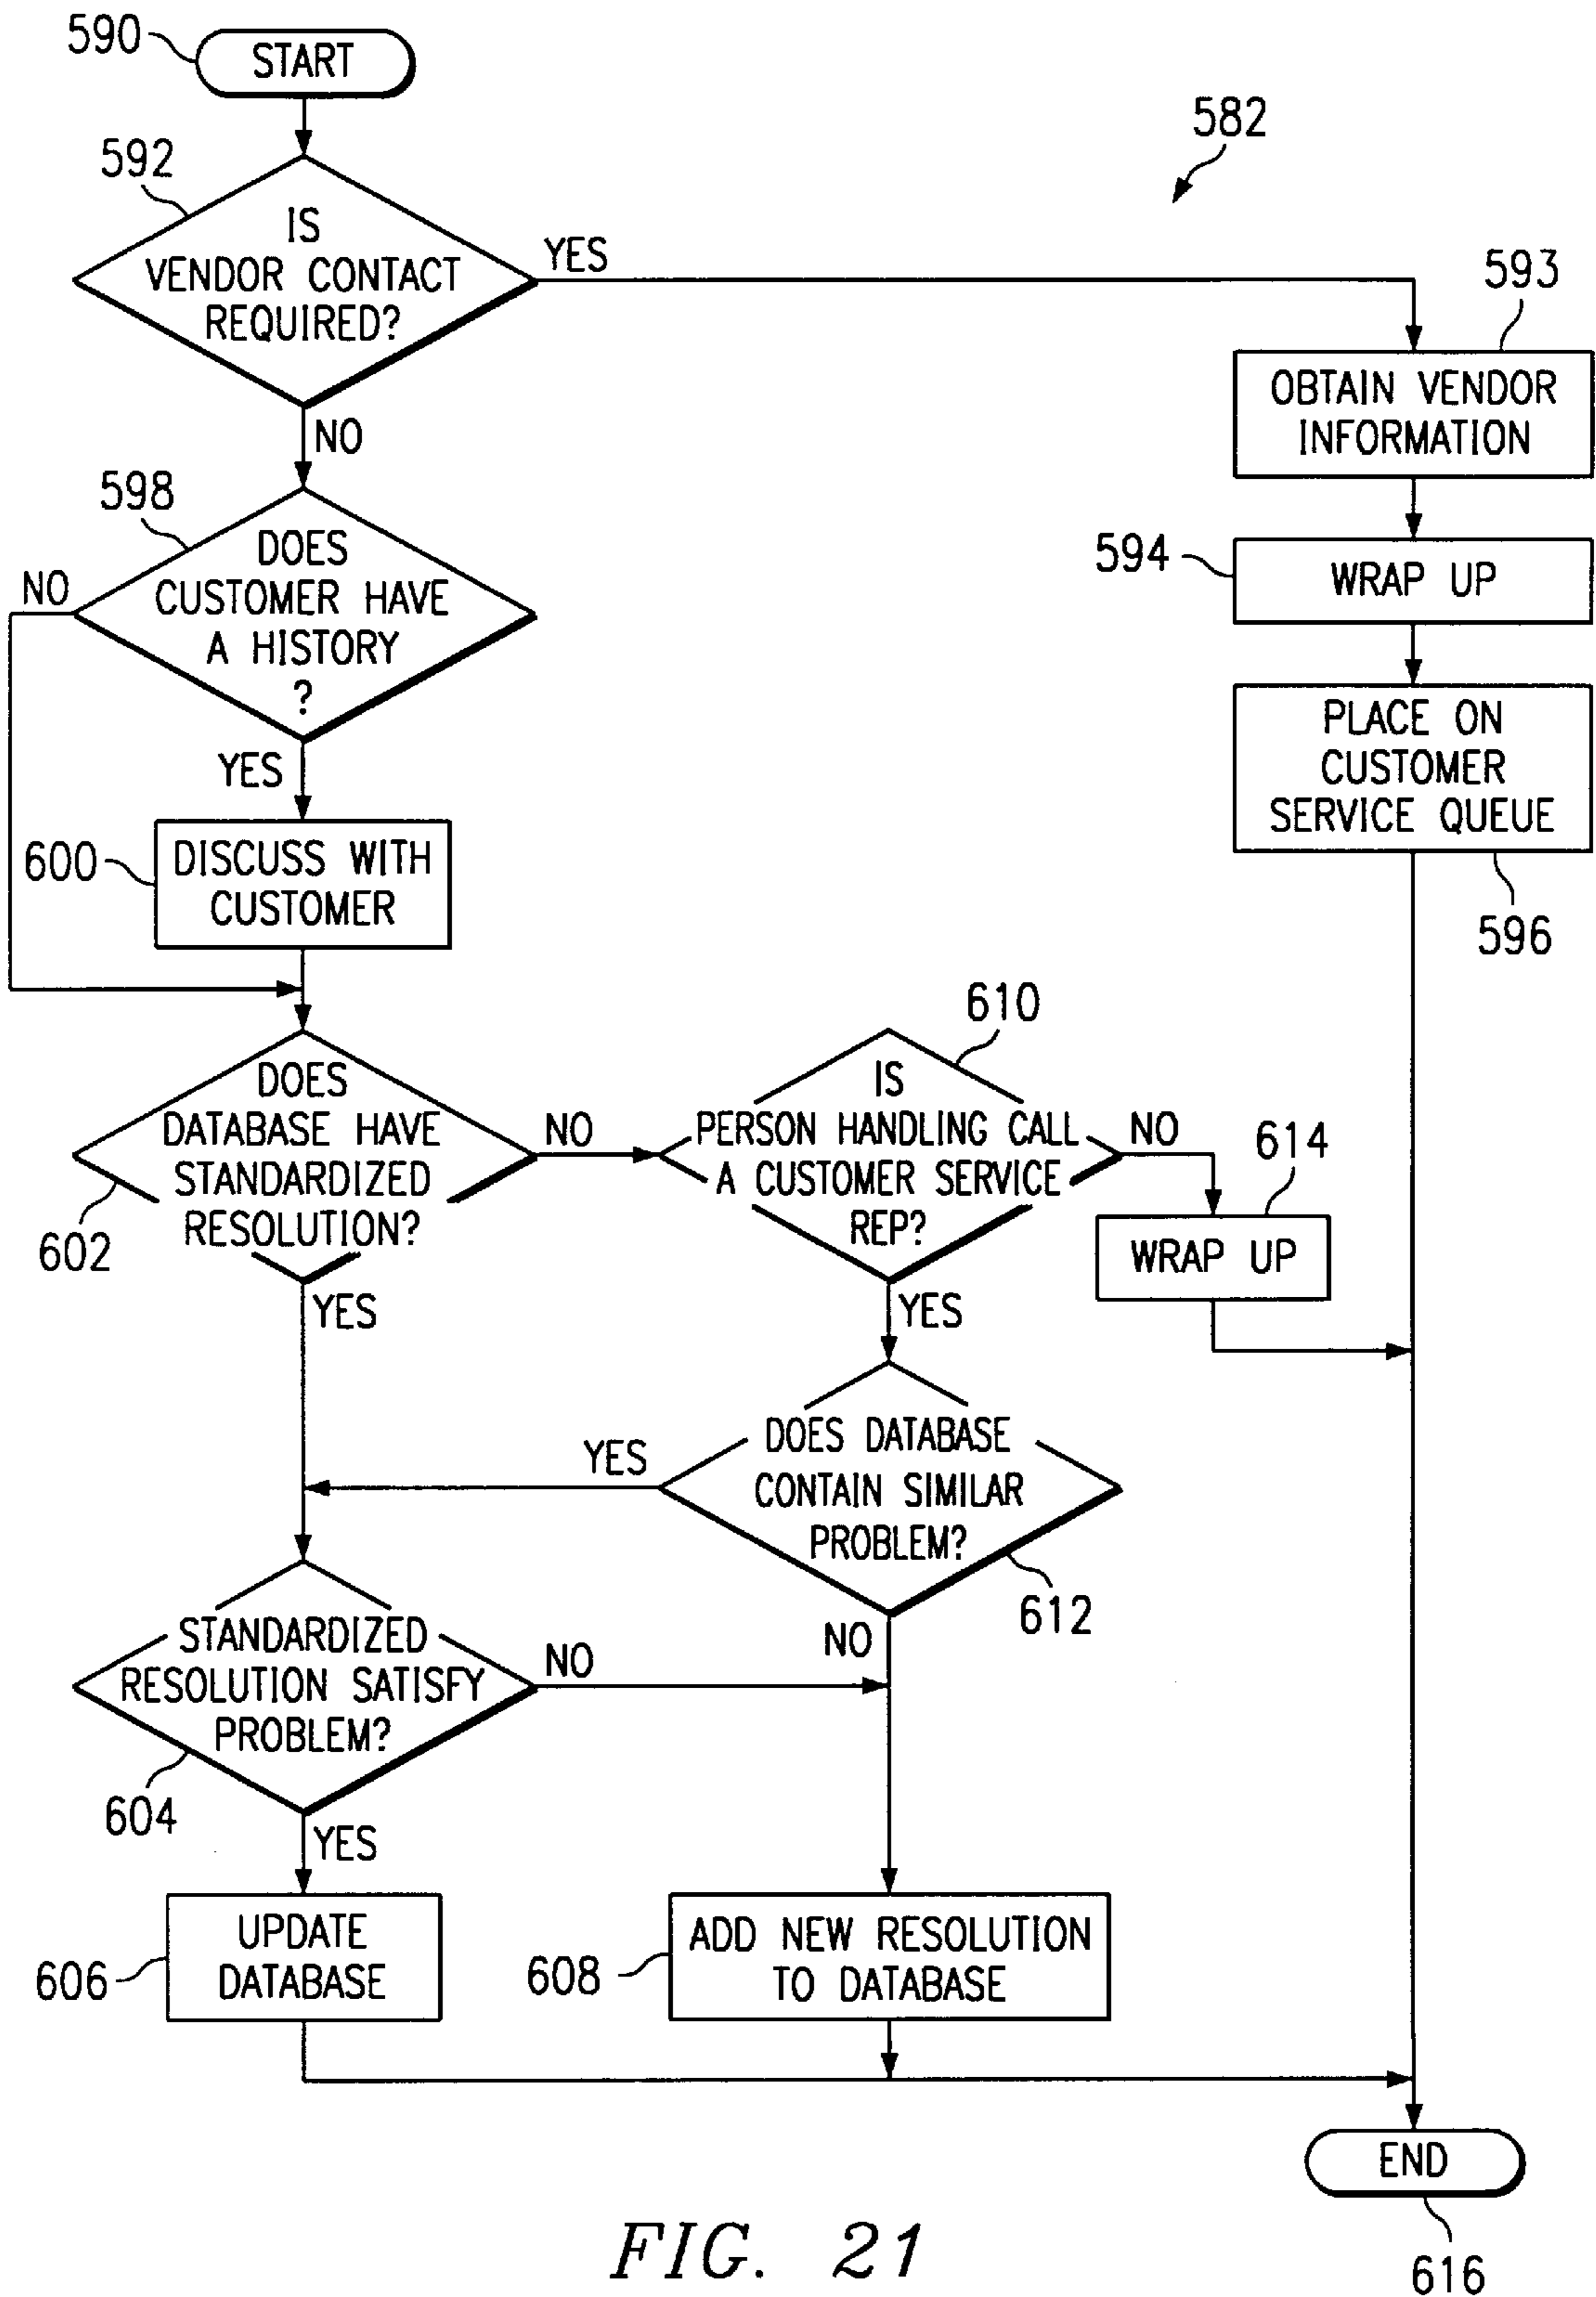 590
START
582
592
IS
VENDOR CONTACT
REQUIRED?
YES
593
OBTAIN VENDOR
INFORMATION
NO
598
DOES
CUSTOMER HAVE
A HISTORY
?
NO
594
WRAP UP
YES
PLACE ON
CUSTOMER
SERVICE QUEUE
596
600
DISCUSS WITH
CUSTOMER
610
DOES
DATABASE HAVE
STANDARDIZED
RESOLUTION?
602
NO
IS
PERSON HANDLING CALL
A CUSTOMER SERVICE
REP?
NO
614
WRAP UP
YES
YES
YES
DOES DATABASE
CONTAIN SIMILAR
PROBLEM?
612
NO
STANDARDIZED
RESOLUTION SATISFY
PROBLEM?
NO
604
YES
606
UPDATE
DATABASE
608
ADD NEW RESOLUTION
TO DATABASE
END
616
FIG. 21